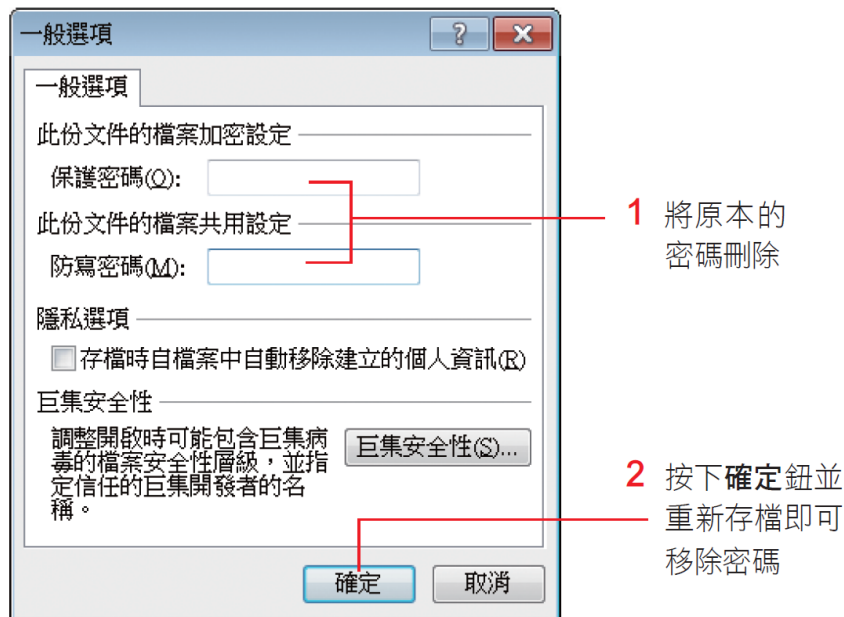 一般選項
一般選項
此份文件的檔案加密設定
保護密碼(O):
此份文件的檔案共用設定
防寫密碼(M):
1 將原本的
密碼刪除
隱私選項
存檔時自檔案中自動移除建立的個人資訊(R)
巨集安全性
調整開啟時可能包含巨集病
毒的檔案安全性層級，並指
定信任的巨集開發者的名
稱。
巨集安全性(S)...
2 按下確定鈕並
重新存檔即可
移除密碼
確定
取消